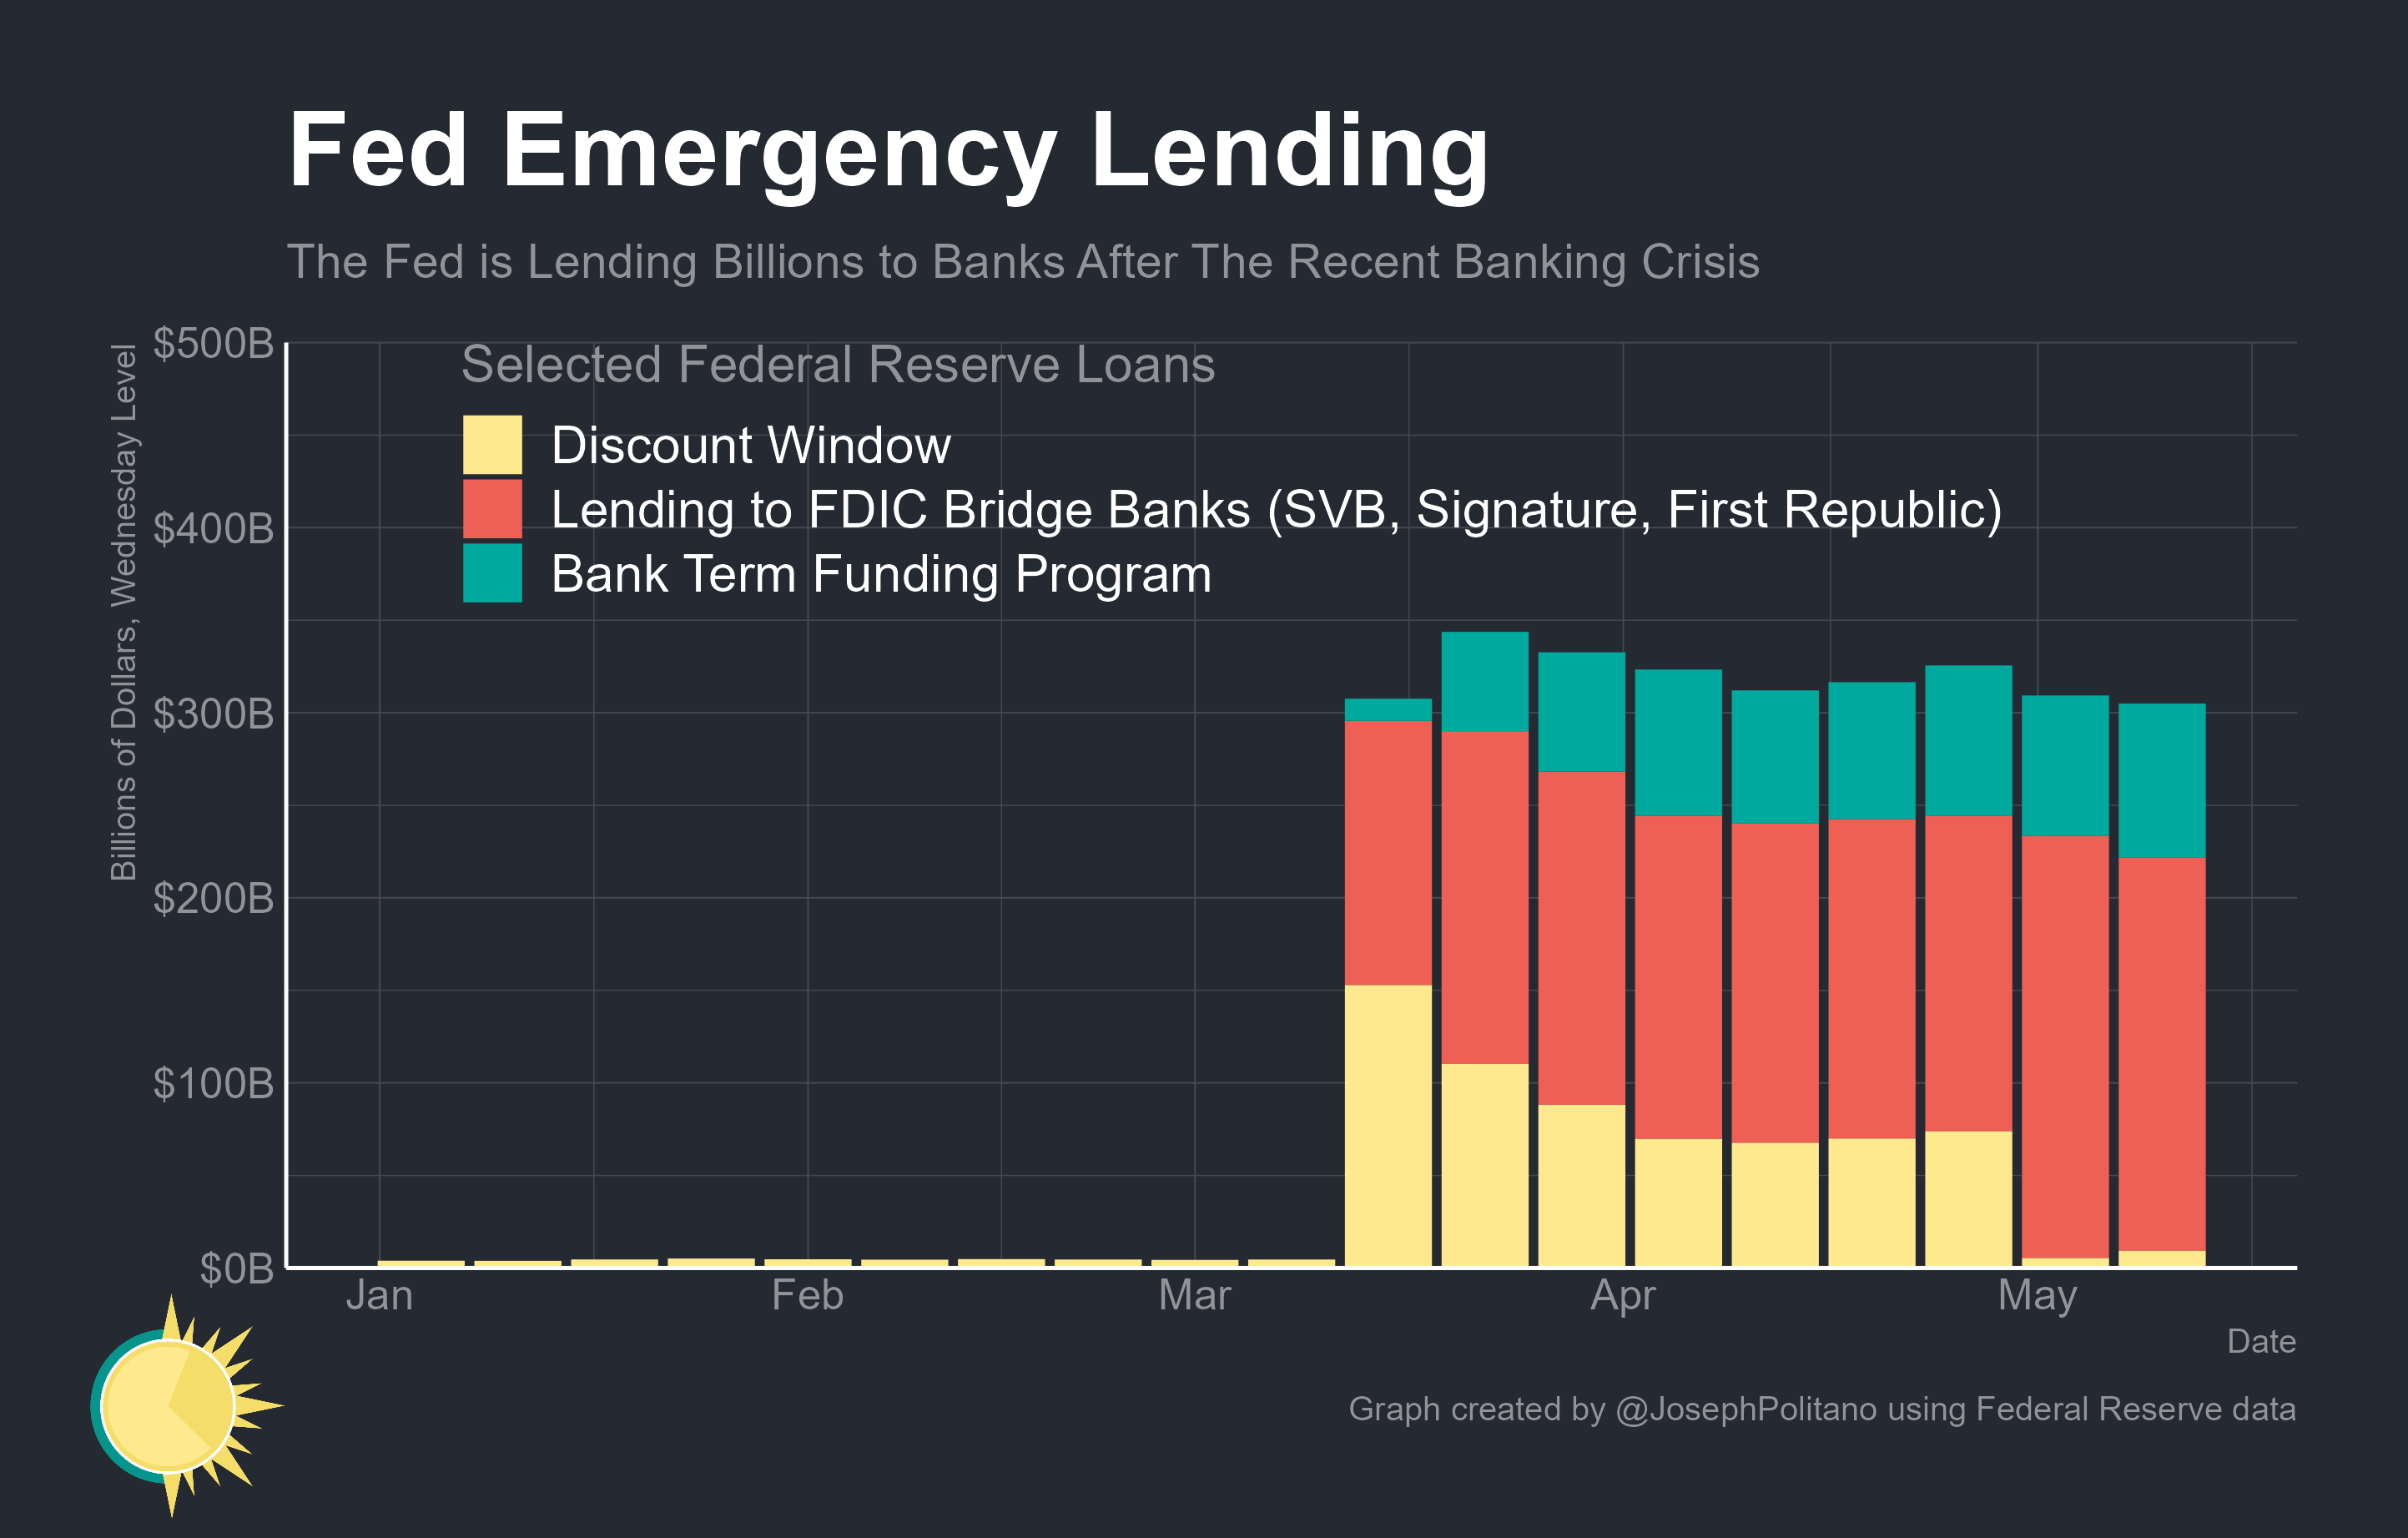 Fed Emergency Lending
The Fed is Lending Billions to Banks After The Recent Banking Crisis
Billions of Dollars, Wednesday Level
$500B
$400B
$300B
$200B
$100B
$0B
Selected Federal Reserve Loans
Discount Window
Lending to FDIC Bridge Banks (SVB, Signature, First Republic)
Bank Term Funding Program
Jan Feb Mar Apr May
Date
Graph created by @JosephPolitano using Federal Reserve data